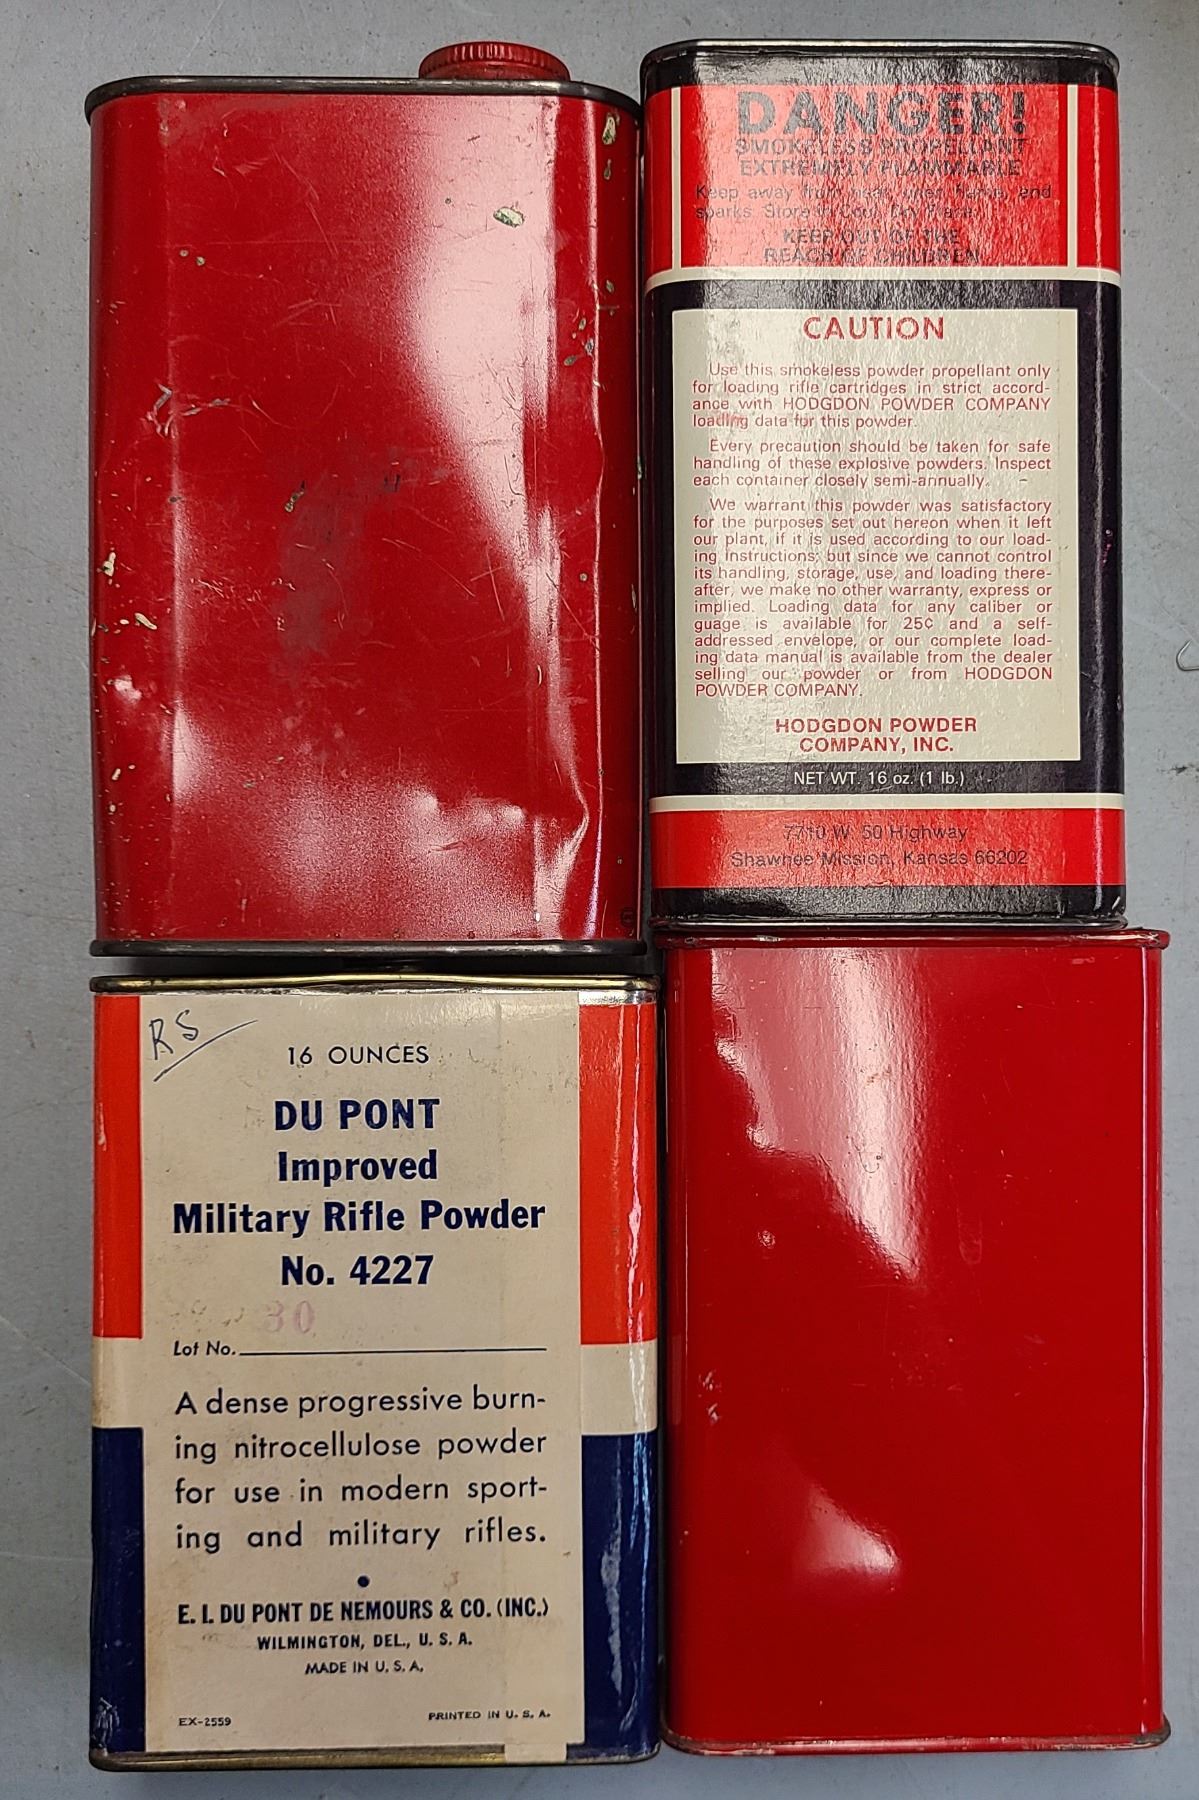 DANGER!
SMOKELESS PROPELLANT
EXTREMELY FLAMMABLE
Keep away from heat, open flame, and
sparks. Store in Cool, Dry Place.
KEEP OUT OF THE
REACH OF CHILDREN
CAUTION
Use this smokeless powder propellant only
for loading rifle cartridges in strict accord-
ance with HODGDON POWDER COMPANY
loading data for this powder.
Every precaution should be taken for safe
handling of these explosive powders. Inspect
each container closely semi-annually.
We warrant this powder was satisfactory
for the purposes set out hereon when it left
our plant, if it is used according to our load-
ing instructions; but since we cannot control
its handling, storage, use, and loading there-
after, we make no other warranty, express or
implied. Loading data for any caliber or
guage is available for 25¢ and a self-
addressed envelope, or our complete load-
ing data manual is available from the dealer
selling our powder or from HODGDON
POWDER COMPANY.
HODGDON POWDER
COMPANY, INC.
NET WT. 16 oz. (1 lb.)
7710 W. 50 Highway
Shawnee Mission, Kansas 66202
RS
16 OUNCES
DU PONT
Improved
Military Rifle Powder
No. 4227
30
Lot No.
A dense progressive burn-
ing nitrocellulose powder
for use in modern sport-
ing and military rifles.
E. I. DU PONT DE NEMOURS & CO. (INC.)
WILMINGTON, DEL., U. S. A.
MADE IN U. S. A.
EX-2559
PRINTED IN U. S. A.